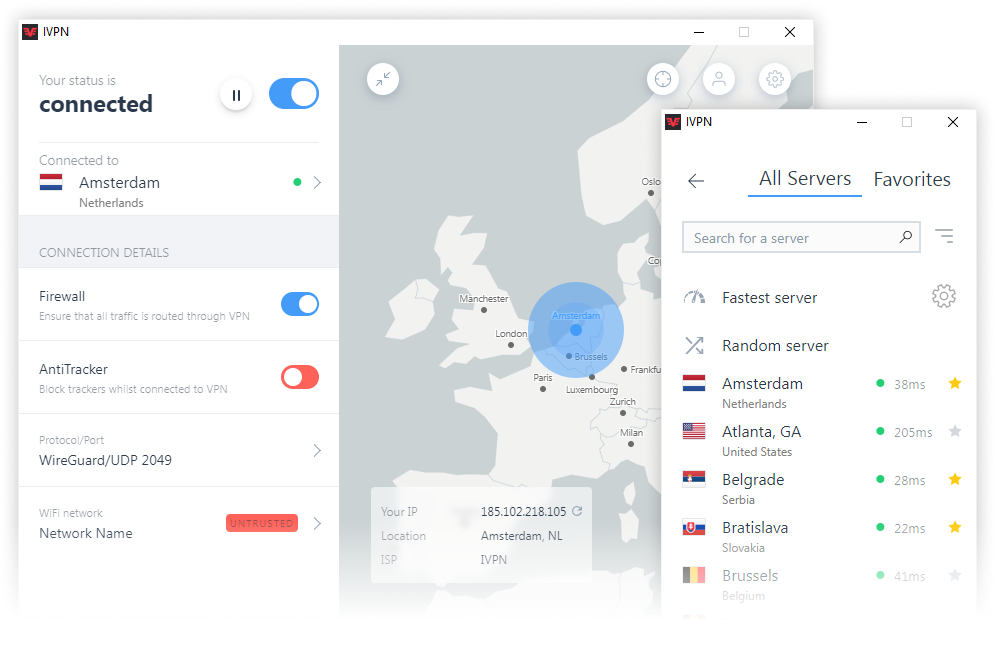 IVPN
Your status is
connected
Connected to
Amsterdam
Netherlands
CONNECTION DETAILS
Firewall
Ensure that all traffic is routed through VPN
AntiTracker
Block trackers whilst connected to VPN
Protocol/Port
WireGuard/UDP 2049
WiFi network
Network Name
UNTRUSTED
Oslo
Cop
Manchester
Amsterdam
London
Brussels
Frankfu
Paris
Luxembourg
Zurich
Milan
Your IP 185.102.218.105
Location Amsterdam, NL
ISP IVPN
IVPN
All Servers Favorites
Search for a server
Fastest server
Random server
Amsterdam 38ms
Netherlands
Atlanta, GA 205ms
United States
Belgrade 28ms
Serbia
Bratislava 22ms
Slovakia
Brussels 41ms
Belgium